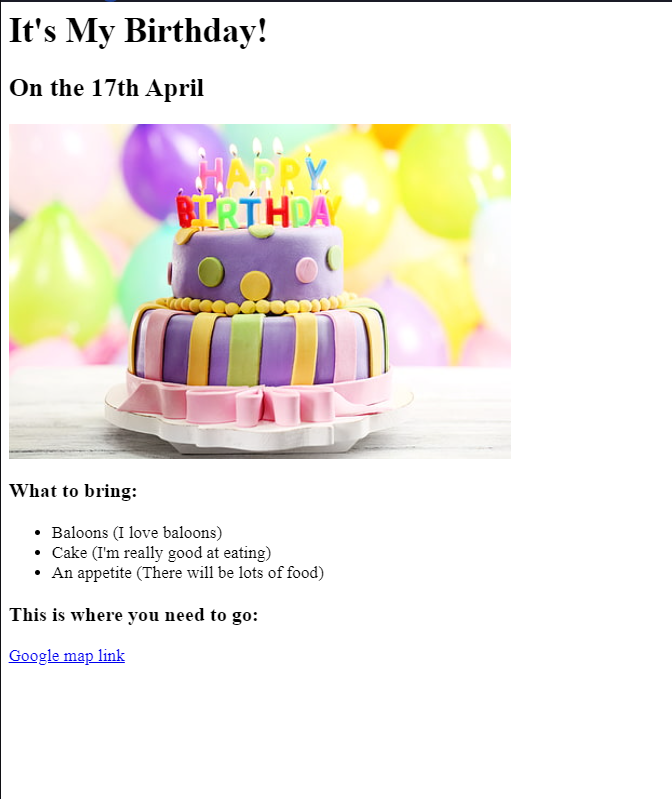 It's My Birthday!
On the 17th April
HAPPY
BIRTHDAY
What to bring:
Baloons (I love baloons)
Cake (I'm really good at eating)
An appetite (There will be lots of food)
This is where you need to go:
Google map link